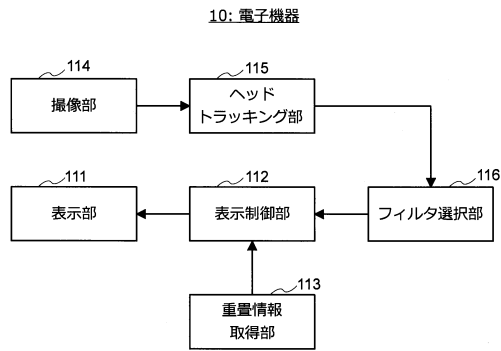 10: 電子機器
114
撮像部
115
ヘッド
トラッキング部
111
表示部
112
表示制御部
116
フィルタ選択部
113
重畳情報
取得部